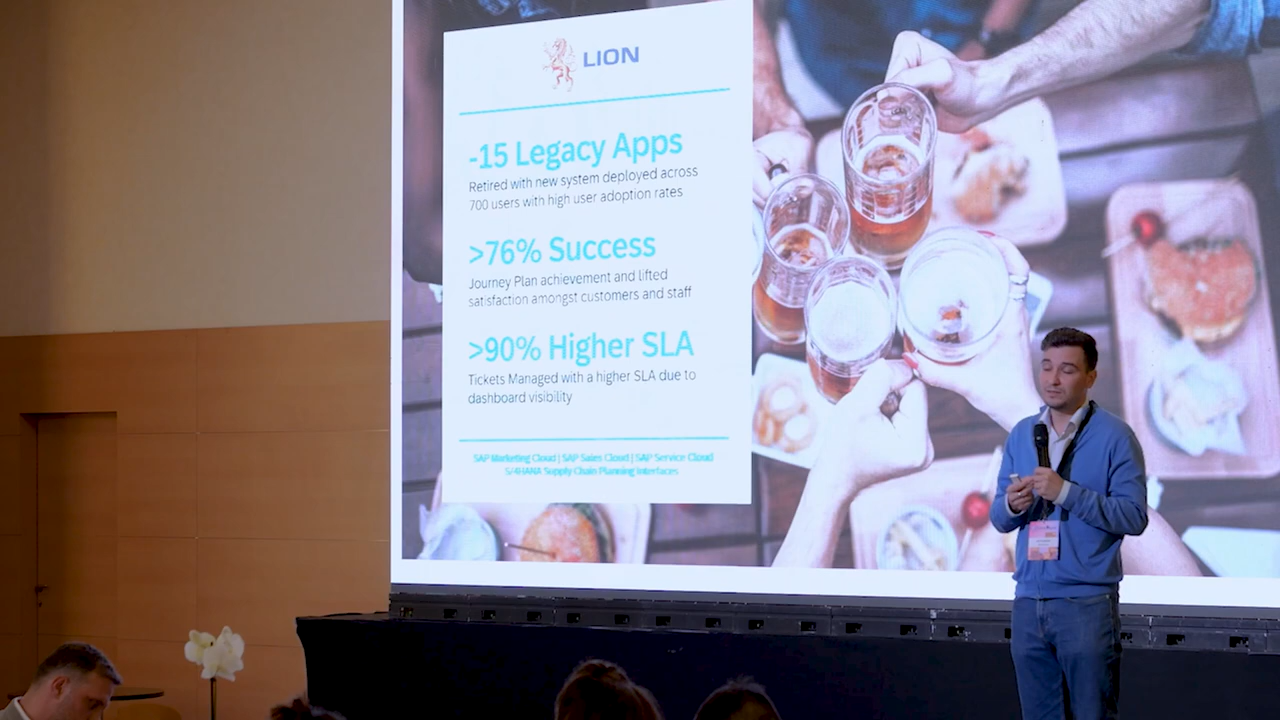 LION
-15 Legacy Apps
Retired with new system deployed across
700 users with high user adoption rates
>76% Success
Journey Plan achievement and lifted
satisfaction amongst customers and staff
>90% Higher SLA
Tickets Managed with a higher SLA due to
dashboard visibility
SAP Marketing Cloud | SAP Sales Cloud | SAP Service Cloud
S/4HANA Supply Chain Planning Interfaces